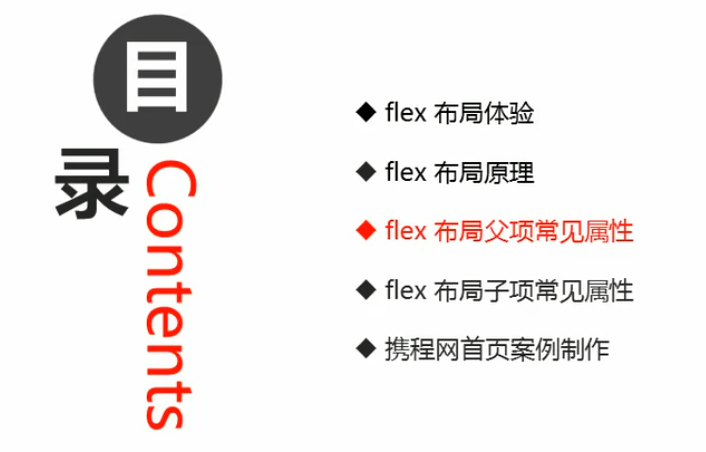 目
录
Contents
◆ flex 布局体验
◆ flex 布局原理
◆ flex 布局父项常见属性
◆ flex 布局子项常见属性
◆ 携程网首页案例制作